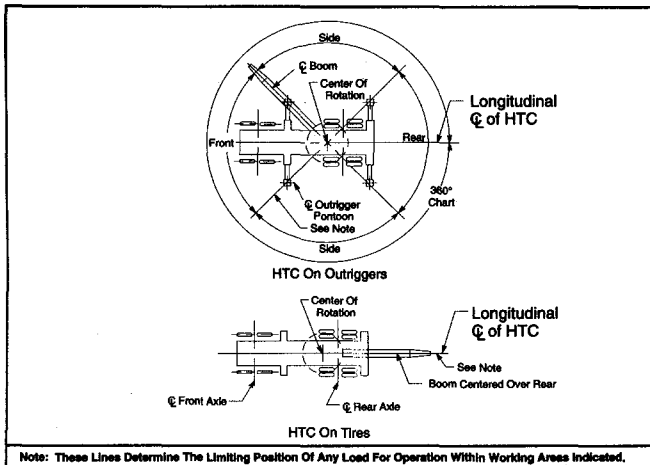 Side
℄ Boom
Center Of
Rotation
Longitudinal
℄ of HTC
Front
Rear
360°
Chart
℄ Outrigger
Pontoon
See Note
Side
HTC On Outriggers
Center Of
Rotation
Longitudinal
℄ of HTC
See Note
Boom Centered Over Rear
℄ Front Axle
℄ Rear Axle
HTC On Tires
Note: These Lines Determine The Limiting Position Of Any Load For Operation Within Working Areas Indicated.